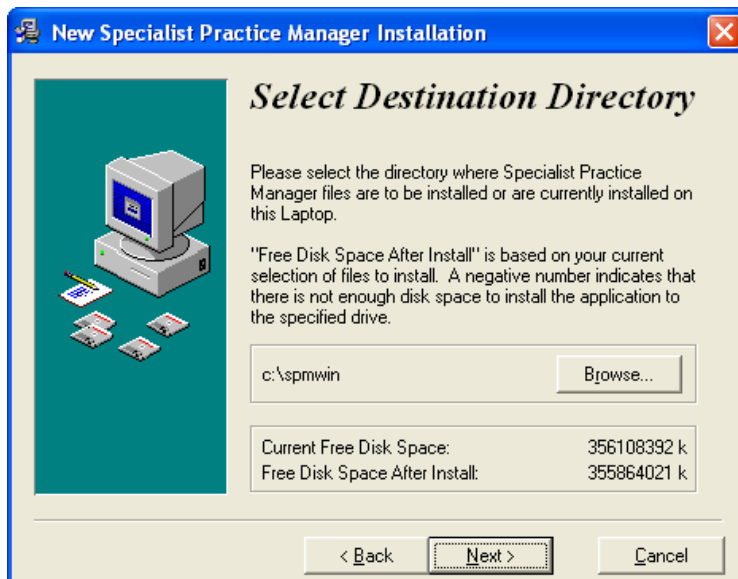 New Specialist Practice Manager Installation
Select Destination Directory
Please select the directory where Specialist Practice
Manager files are to be installed or are currently installed on
this Laptop.
"Free Disk Space After Install" is based on your current
selection of files to install. A negative number indicates that
there is not enough disk space to install the application to
the specified drive.
c:\spmwin
Browse...
Current Free Disk Space: 356108392 k
Free Disk Space After Install: 355864021 k
< Back Next > Cancel